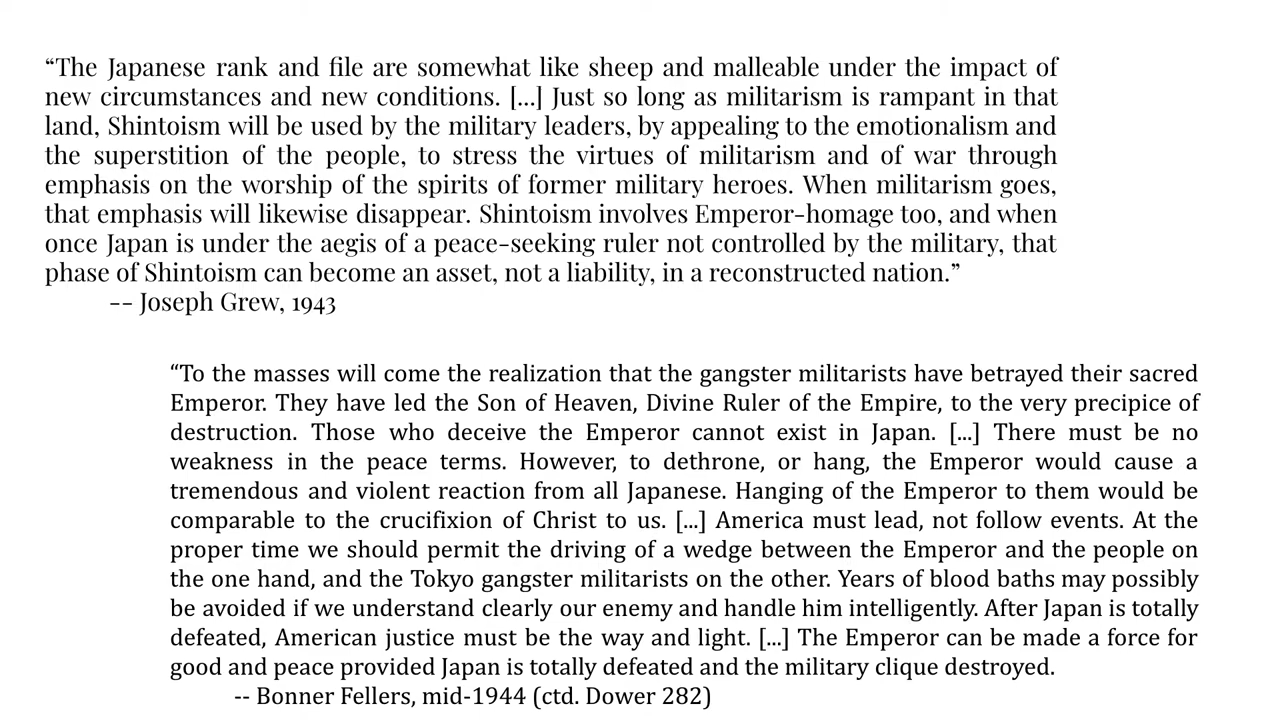 “The Japanese rank and file are somewhat like sheep and malleable under the impact of
new circumstances and new conditions. [...] Just so long as militarism is rampant in that
land, Shintoism will be used by the military leaders, by appealing to the emotionalism and
the superstition of the people, to stress the virtues of militarism and of war through
emphasis on the worship of the spirits of former military heroes. When militarism goes,
that emphasis will likewise disappear. Shintoism involves Emperor-homage too, and when
once Japan is under the aegis of a peace-seeking ruler not controlled by the military, that
phase of Shintoism can become an asset, not a liability, in a reconstructed nation.”
-- Joseph Grew, 1943
“To the masses will come the realization that the gangster militarists have betrayed their sacred
Emperor. They have led the Son of Heaven, Divine Ruler of the Empire, to the very precipice of
destruction. Those who deceive the Emperor cannot exist in Japan. [...] There must be no
weakness in the peace terms. However, to dethrone, or hang, the Emperor would cause a
tremendous and violent reaction from all Japanese. Hanging of the Emperor to them would be
comparable to the crucifixion of Christ to us. [...] America must lead, not follow events. At the
proper time we should permit the driving of a wedge between the Emperor and the people on
the one hand, and the Tokyo gangster militarists on the other. Years of blood baths may possibly
be avoided if we understand clearly our enemy and handle him intelligently. After Japan is totally
defeated, American justice must be the way and light. [...] The Emperor can be made a force for
good and peace provided Japan is totally defeated and the military clique destroyed.
-- Bonner Fellers, mid-1944 (ctd. Dower 282)